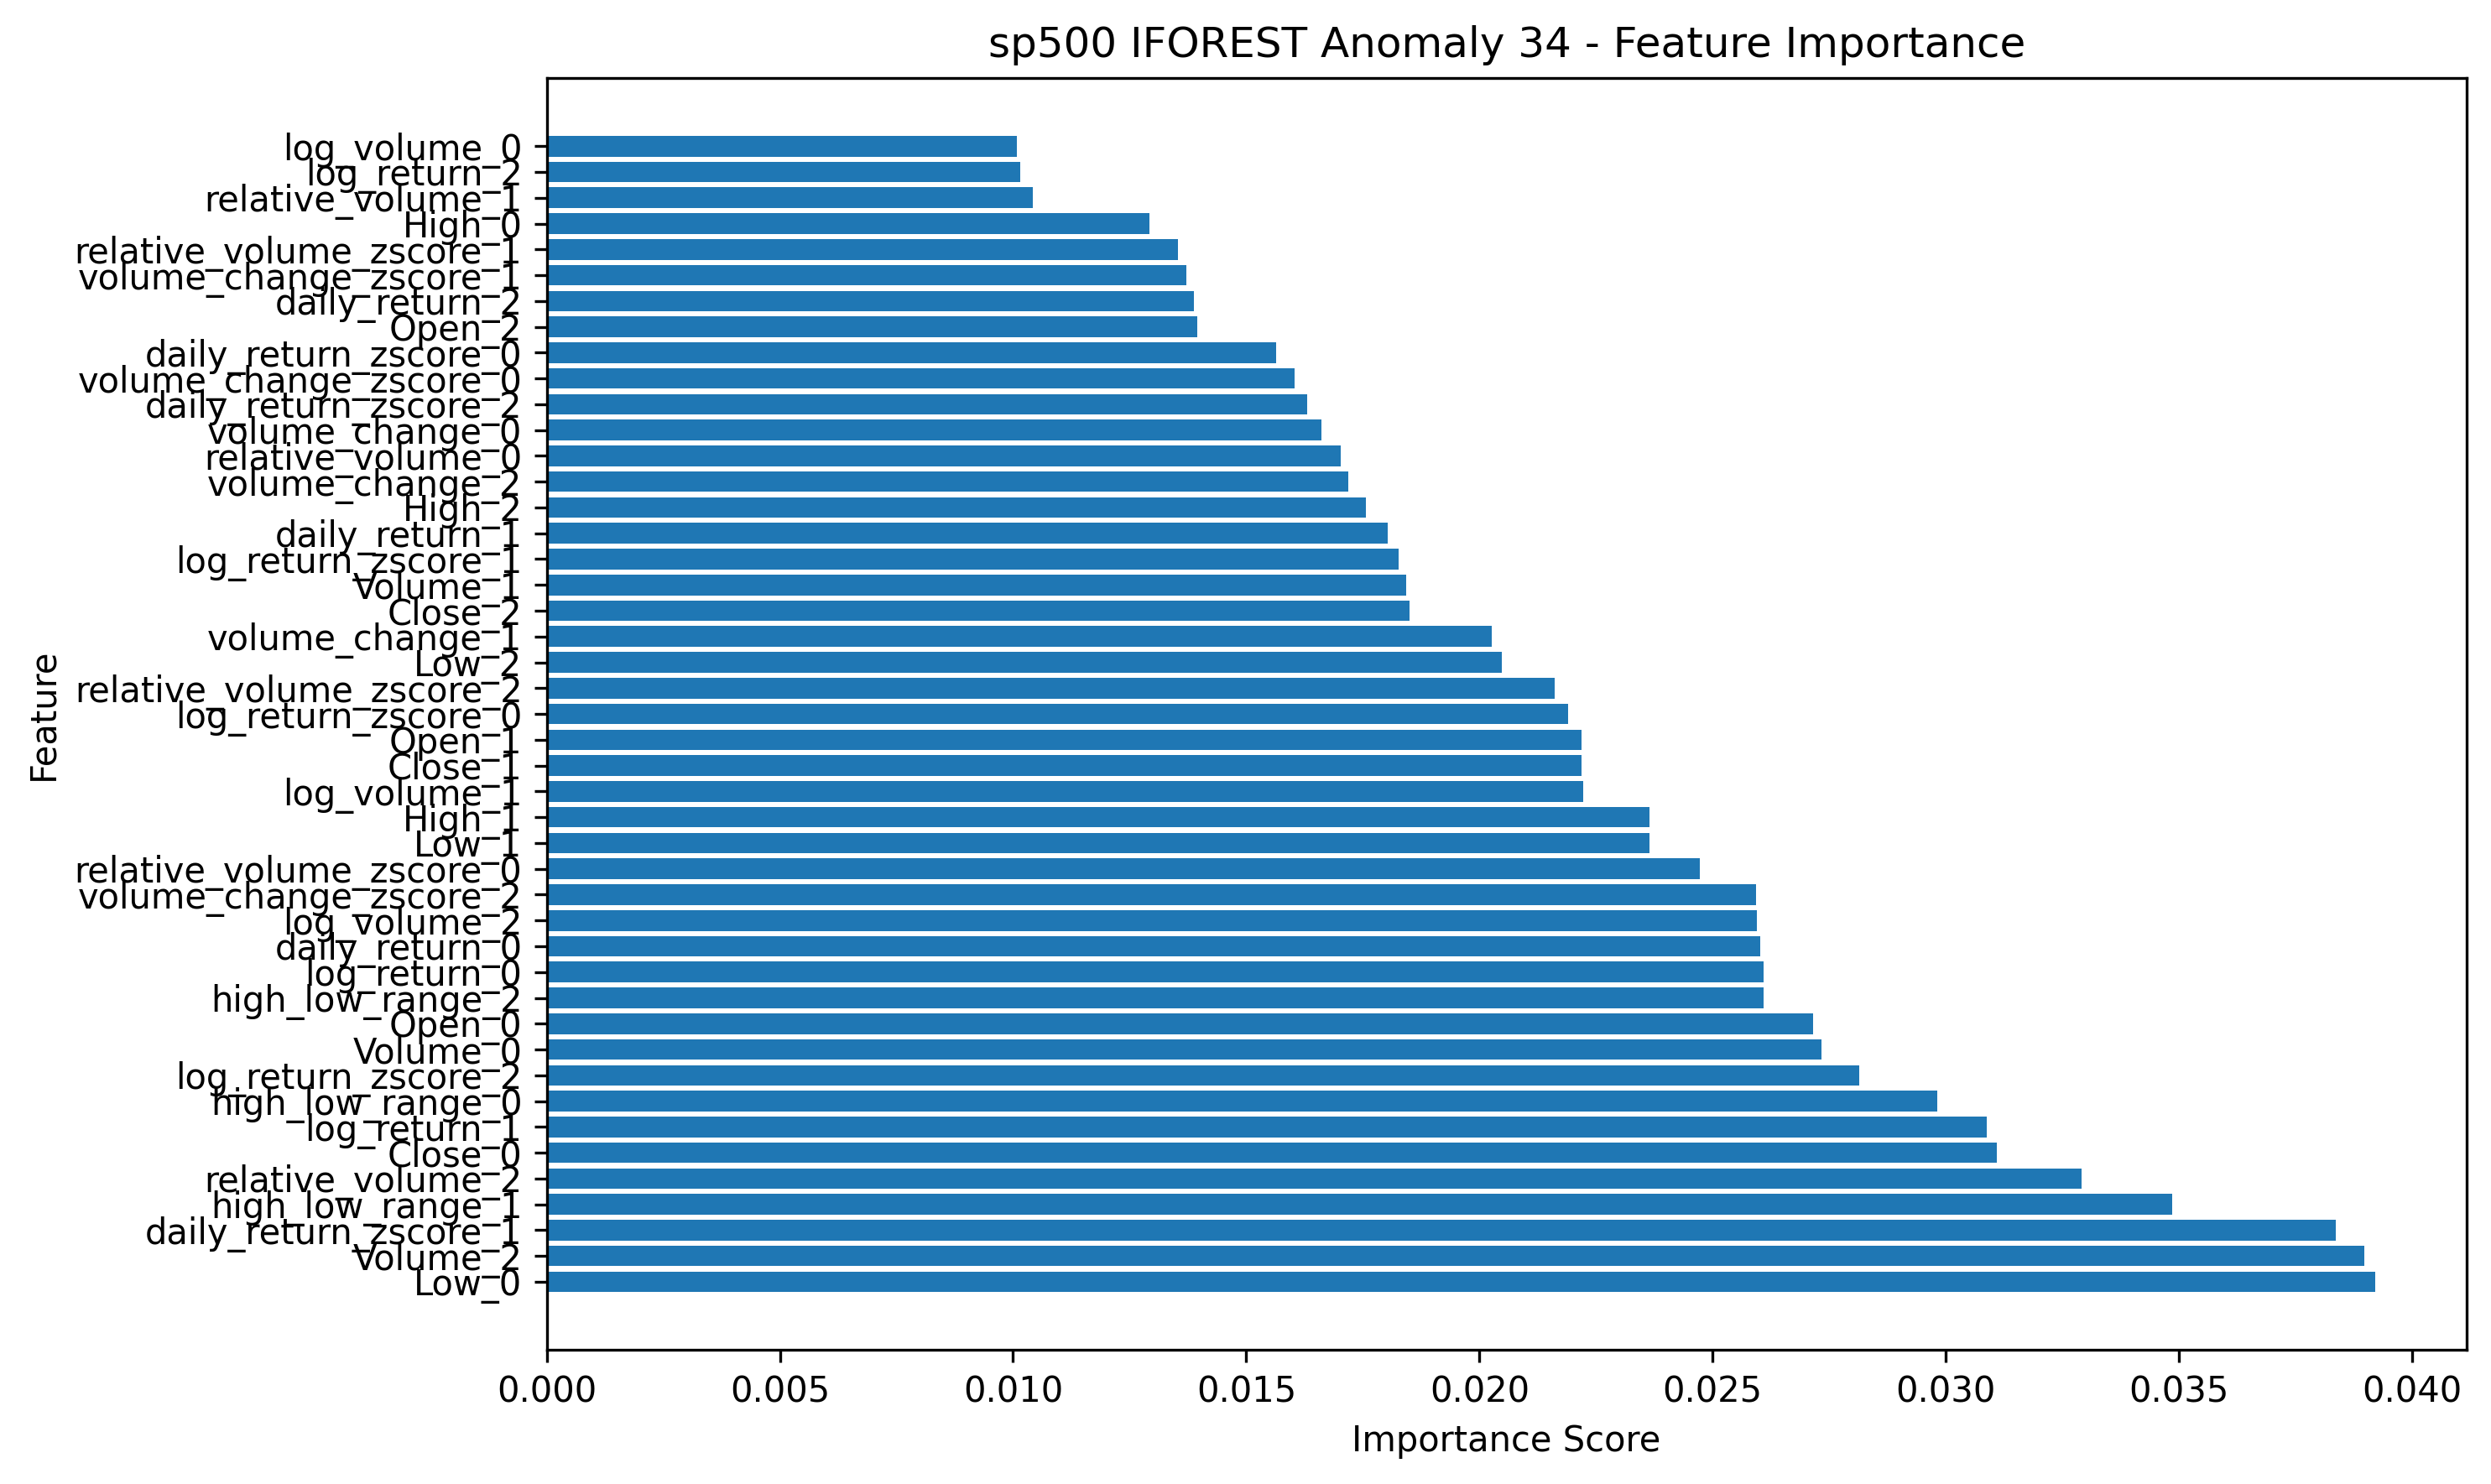 sp500 IFOREST Anomaly 34 - Feature Importance
log_volume_0
log_return_2
relative_volume_1
High_0
relative_volume_zscore_1
volume_change_zscore_1
daily_return_2
Open_2
daily_return_zscore_0
volume_change_zscore_0
daily_return_zscore_2
volume_change_0
relative_volume_0
volume_change_2
High_2
daily_return_1
log_return_zscore_1
Volume_1
Close_2
volume_change_1
Low_2
relative_volume_zscore_2
log_return_zscore_0
Open_1
Close_1
log_volume_1
High_1
Low_1
relative_volume_zscore_0
volume_change_zscore_2
log_volume_2
daily_return_0
log_return_0
high_low_range_2
Open_0
Volume_0
log_return_zscore_2
high_low_range_0
log_return_1
Close_0
relative_volume_2
high_low_range_1
daily_return_zscore_1
Volume_2
Low_0
Feature
0.000 0.005 0.010 0.015 0.020 0.025 0.030 0.035 0.040
Importance Score